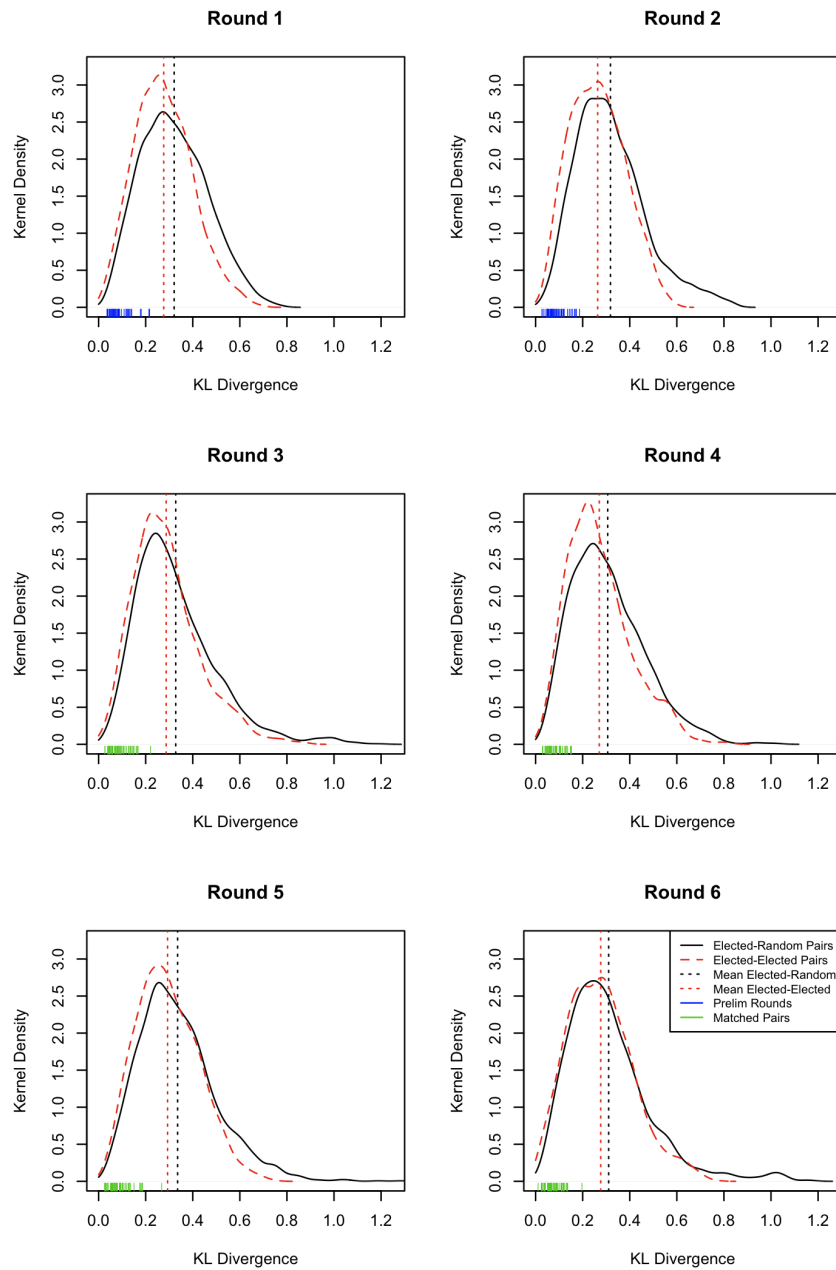 Round 1
Kernel Density
0.0 0.5 1.0 1.5 2.0 2.5 3.0
0.0 0.2 0.4 0.6 0.8 1.0 1.2
KL Divergence
Round 2
Kernel Density
0.0 0.5 1.0 1.5 2.0 2.5 3.0
0.0 0.2 0.4 0.6 0.8 1.0 1.2
KL Divergence
Round 3
Kernel Density
0.0 0.5 1.0 1.5 2.0 2.5 3.0
0.0 0.2 0.4 0.6 0.8 1.0 1.2
KL Divergence
Round 4
Kernel Density
0.0 0.5 1.0 1.5 2.0 2.5 3.0
0.0 0.2 0.4 0.6 0.8 1.0 1.2
KL Divergence
Round 5
Kernel Density
0.0 0.5 1.0 1.5 2.0 2.5 3.0
0.0 0.2 0.4 0.6 0.8 1.0 1.2
KL Divergence
Round 6
Kernel Density
0.0 0.5 1.0 1.5 2.0 2.5 3.0
Elected-Random Pairs
Elected-Elected Pairs
Mean Elected-Random
Mean Elected-Elected
Prelim Rounds
Matched Pairs
0.0 0.2 0.4 0.6 0.8 1.0 1.2
KL Divergence